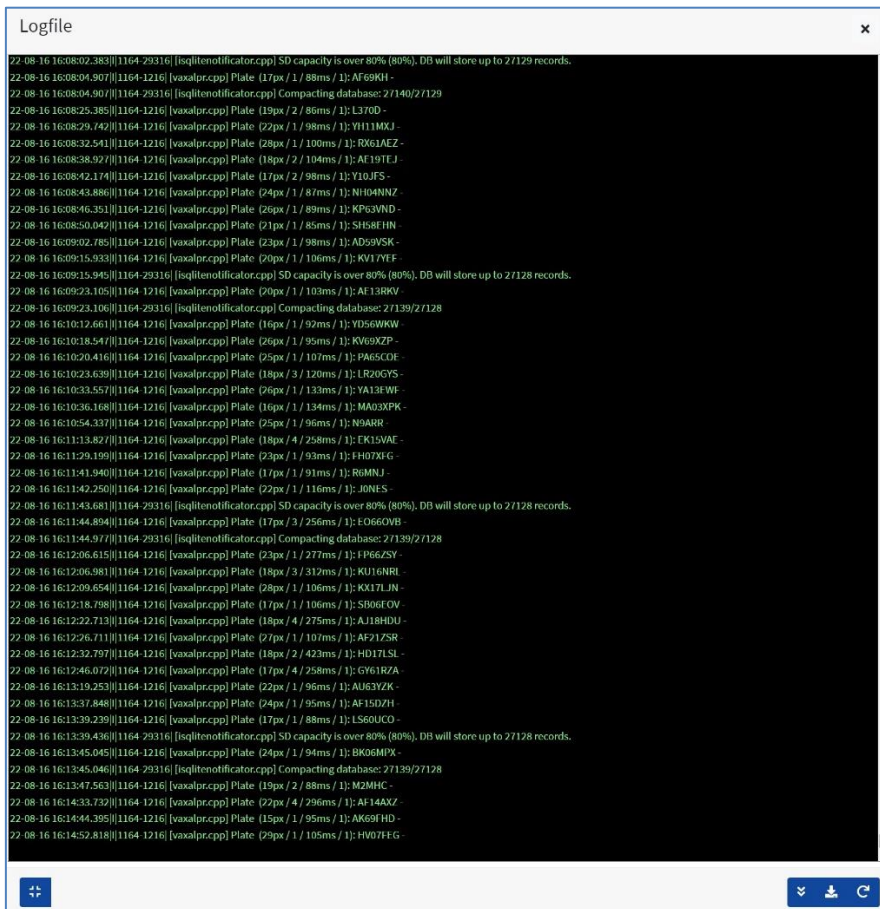 Logfile
22-08-16 16:08:02.383|I|1164-29316| [isqlitenotificator.cpp] SD capacity is over 80% (80%). DB will store up to 27129 records.
22-08-16 16:08:04.907|I|1164-1216| [vaxalpr.cpp] Plate (17px / 1 / 88ms / 1): AF69KH -
22-08-16 16:08:04.907|I|1164-29316| [isqlitenotificator.cpp] Compacting database: 27140/27129
22-08-16 16:08:25.385|I|1164-1216| [vaxalpr.cpp] Plate (19px / 2 / 86ms / 1): L370D -
22-08-16 16:08:29.742|I|1164-1216| [vaxalpr.cpp] Plate (22px / 1 / 98ms / 1): YH11MXJ -
22-08-16 16:08:32.541|I|1164-1216| [vaxalpr.cpp] Plate (28px / 1 / 100ms / 1): RX61AEZ -
22-08-16 16:08:38.927|I|1164-1216| [vaxalpr.cpp] Plate (18px / 2 / 104ms / 1): AE19TEJ -
22-08-16 16:08:42.174|I|1164-1216| [vaxalpr.cpp] Plate (17px / 2 / 98ms / 1): Y10JFS -
22-08-16 16:08:43.886|I|1164-1216| [vaxalpr.cpp] Plate (24px / 1 / 87ms / 1): NH04NNZ -
22-08-16 16:08:46.351|I|1164-1216| [vaxalpr.cpp] Plate (26px / 1 / 89ms / 1): KP63VND -
22-08-16 16:08:50.042|I|1164-1216| [vaxalpr.cpp] Plate (21px / 1 / 85ms / 1): SH58EHN -
22-08-16 16:09:02.785|I|1164-1216| [vaxalpr.cpp] Plate (23px / 1 / 98ms / 1): AD59VSK -
22-08-16 16:09:15.933|I|1164-1216| [vaxalpr.cpp] Plate (20px / 1 / 106ms / 1): KV17YEF -
22-08-16 16:09:15.945|I|1164-29316| [isqlitenotificator.cpp] SD capacity is over 80% (80%). DB will store up to 27128 records.
22-08-16 16:09:23.105|I|1164-1216| [vaxalpr.cpp] Plate (20px / 1 / 103ms / 1): AE13RKV -
22-08-16 16:09:23.106|I|1164-29316| [isqlitenotificator.cpp] Compacting database: 27139/27128
22-08-16 16:10:12.661|I|1164-1216| [vaxalpr.cpp] Plate (16px / 1 / 92ms / 1): YD56WKW -
22-08-16 16:10:18.547|I|1164-1216| [vaxalpr.cpp] Plate (26px / 1 / 95ms / 1): KV69XZP -
22-08-16 16:10:20.416|I|1164-1216| [vaxalpr.cpp] Plate (25px / 1 / 107ms / 1): PA65COE -
22-08-16 16:10:23.639|I|1164-1216| [vaxalpr.cpp] Plate (18px / 3 / 120ms / 1): LR20GYS -
22-08-16 16:10:33.557|I|1164-1216| [vaxalpr.cpp] Plate (26px / 1 / 133ms / 1): YA13EWF -
22-08-16 16:10:36.168|I|1164-1216| [vaxalpr.cpp] Plate (16px / 1 / 134ms / 1): MA03XPK -
22-08-16 16:10:54.337|I|1164-1216| [vaxalpr.cpp] Plate (25px / 1 / 96ms / 1): N9ARR -
22-08-16 16:11:13.827|I|1164-1216| [vaxalpr.cpp] Plate (18px / 4 / 258ms / 1): EK15VAE -
22-08-16 16:11:29.199|I|1164-1216| [vaxalpr.cpp] Plate (23px / 1 / 93ms / 1): FH07XFG -
22-08-16 16:11:41.940|I|1164-1216| [vaxalpr.cpp] Plate (17px / 1 / 91ms / 1): R6MNJ -
22-08-16 16:11:42.250|I|1164-1216| [vaxalpr.cpp] Plate (22px / 1 / 116ms / 1): J0NES -
22-08-16 16:11:43.681|I|1164-29316| [isqlitenotificator.cpp] SD capacity is over 80% (80%). DB will store up to 27128 records.
22-08-16 16:11:44.894|I|1164-1216| [vaxalpr.cpp] Plate (17px / 3 / 256ms / 1): EO66OVB -
22-08-16 16:11:44.977|I|1164-29316| [isqlitenotificator.cpp] Compacting database: 27139/27128
22-08-16 16:12:06.615|I|1164-1216| [vaxalpr.cpp] Plate (23px / 1 / 277ms / 1): FP66ZSY -
22-08-16 16:12:06.981|I|1164-1216| [vaxalpr.cpp] Plate (18px / 3 / 312ms / 1): KU16NRL -
22-08-16 16:12:09.654|I|1164-1216| [vaxalpr.cpp] Plate (28px / 1 / 106ms / 1): KX17LJN -
22-08-16 16:12:18.798|I|1164-1216| [vaxalpr.cpp] Plate (17px / 1 / 106ms / 1): SB06EOV -
22-08-16 16:12:22.713|I|1164-1216| [vaxalpr.cpp] Plate (18px / 4 / 275ms / 1): AJ18HDU -
22-08-16 16:12:26.711|I|1164-1216| [vaxalpr.cpp] Plate (27px / 1 / 107ms / 1): AF21ZSR -
22-08-16 16:12:32.797|I|1164-1216| [vaxalpr.cpp] Plate (18px / 2 / 423ms / 1): HD17LSL -
22-08-16 16:12:46.072|I|1164-1216| [vaxalpr.cpp] Plate (17px / 4 / 258ms / 1): GY61RZA -
22-08-16 16:13:19.253|I|1164-1216| [vaxalpr.cpp] Plate (22px / 1 / 96ms / 1): AU63YZK -
22-08-16 16:13:37.848|I|1164-1216| [vaxalpr.cpp] Plate (24px / 1 / 95ms / 1): AF15DZH -
22-08-16 16:13:39.239|I|1164-1216| [vaxalpr.cpp] Plate (17px / 1 / 88ms / 1): LS60UCO -
22-08-16 16:13:39.436|I|1164-29316| [isqlitenotificator.cpp] SD capacity is over 80% (80%). DB will store up to 27128 records.
22-08-16 16:13:45.045|I|1164-1216| [vaxalpr.cpp] Plate (24px / 1 / 94ms / 1): BK06MPX -
22-08-16 16:13:45.046|I|1164-29316| [isqlitenotificator.cpp] Compacting database: 27139/27128
22-08-16 16:13:47.563|I|1164-1216| [vaxalpr.cpp] Plate (19px / 2 / 88ms / 1): M2MHC -
22-08-16 16:14:33.732|I|1164-1216| [vaxalpr.cpp] Plate (22px / 4 / 296ms / 1): AF14AXZ -
22-08-16 16:14:44.395|I|1164-1216| [vaxalpr.cpp] Plate (15px / 1 / 95ms / 1): AK69FHD -
22-08-16 16:14:52.818|I|1164-1216| [vaxalpr.cpp] Plate (29px / 1 / 105ms / 1): HV07FEG -